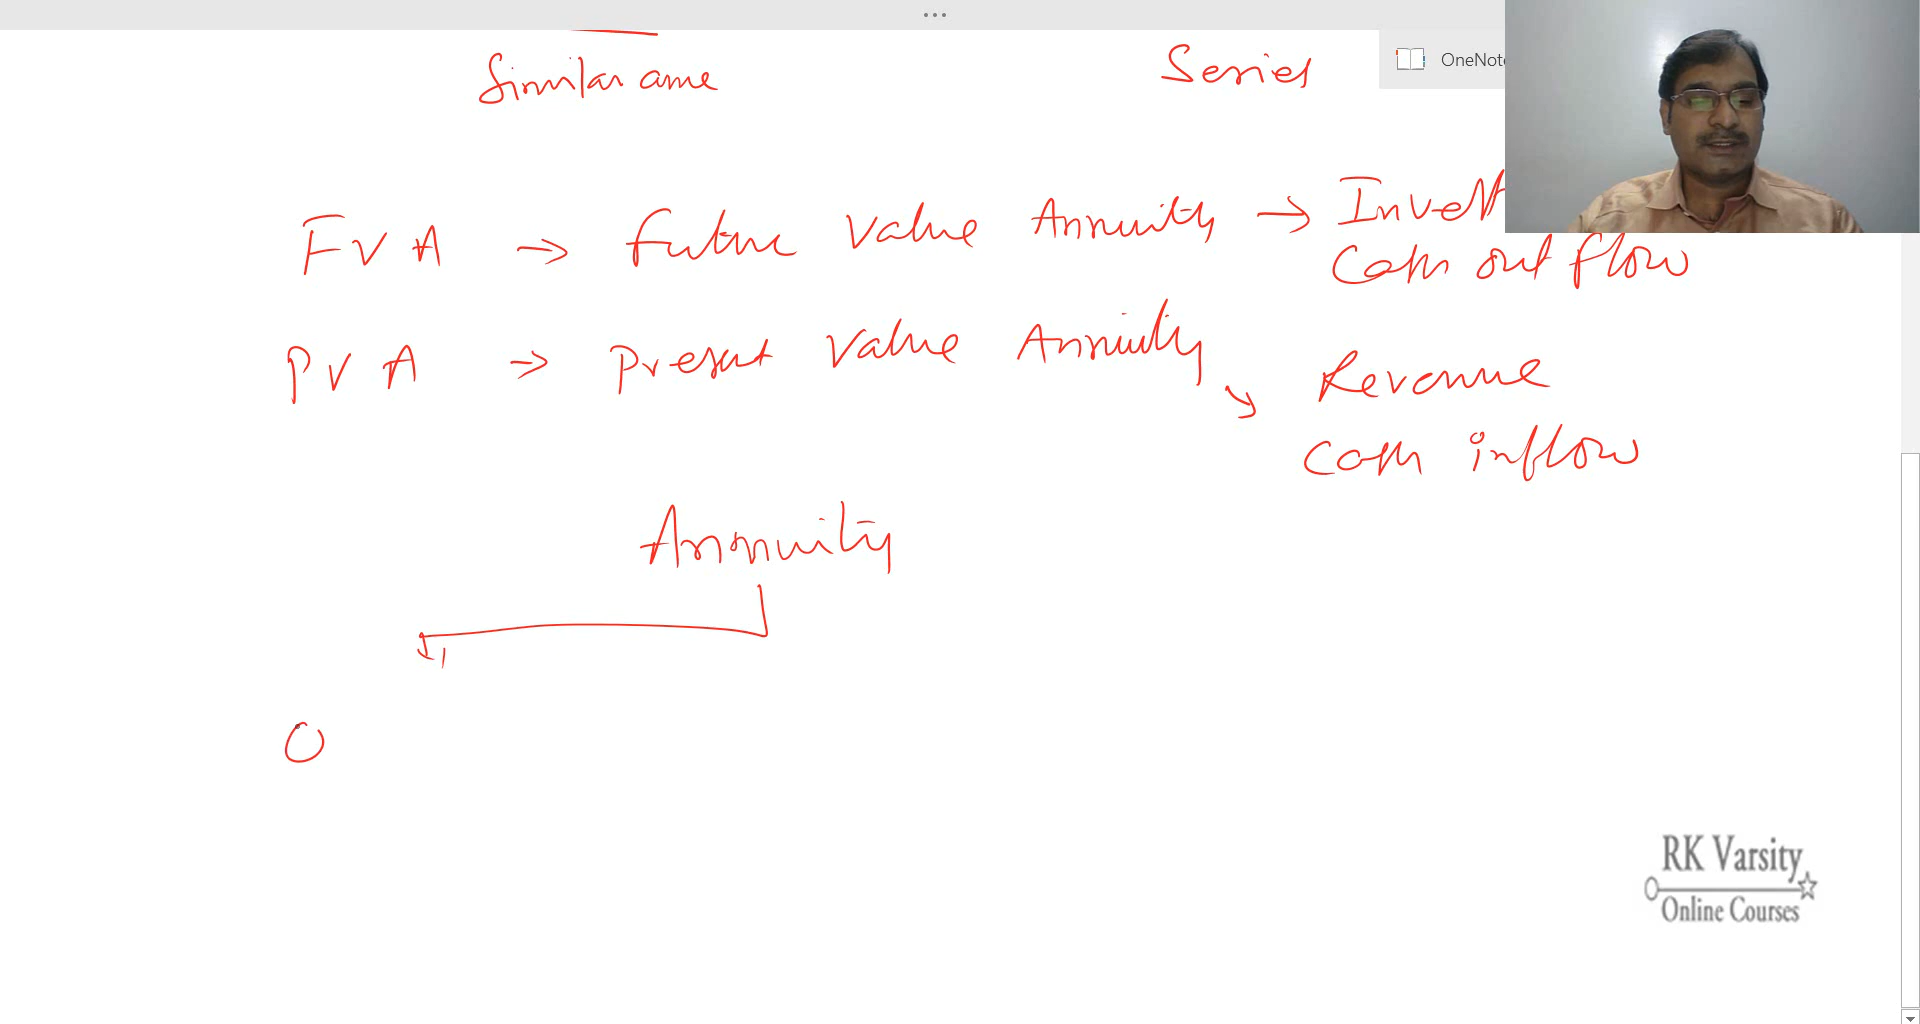 Similar amt Series
OneNote
FVA → Future Value Annuity → Invest
Cash out flow
PVA → Present Value Annuity
Revenue
Cash inflow
Annuity
O
RK Varsity
Online Courses